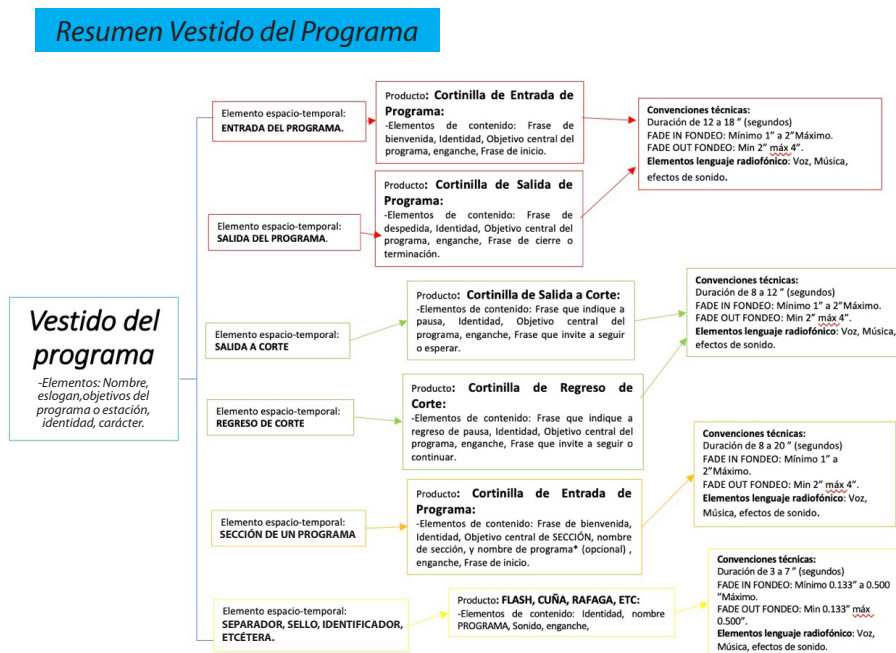 Resumen Vestido del Programa
Vestido del
programa
-Elementos: Nombre,
eslogan,objetivos del
programa o estación,
identidad, carácter.
Elemento espacio-temporal:
ENTRADA DEL PROGRAMA.
Producto: Cortinilla de Entrada de
Programa:
-Elementos de contenido: Frase de
bienvenida, Identidad, Objetivo central del
programa, enganche, Frase de inicio.
Convenciones técnicas:
Duración de 12 a 18 ” (segundos)
FADE IN FONDEO: Mínimo 1” a 2”Máximo.
FADE OUT FONDEO: Min 2” máx 4”.
Elementos lenguaje radiofónico: Voz, Música,
efectos de sonido.
Elemento espacio-temporal:
SALIDA DEL PROGRAMA.
Producto: Cortinilla de Salida de
Programa:
-Elementos de contenido: Frase de
despedida, Identidad, Objetivo central del
programa, enganche, Frase de cierre o
terminación.
Elemento espacio-temporal:
SALIDA A CORTE
Producto: Cortinilla de Salida a Corte:
-Elementos de contenido: Frase que indique a
pausa, Identidad, Objetivo central del
programa, enganche, Frase que invite a seguir
o esperar.
Convenciones técnicas:
Duración de 8 a 12 ” (segundos)
FADE IN FONDEO: Mínimo 1” a 2”Máximo.
FADE OUT FONDEO: Min 2” máx 4”.
Elementos lenguaje radiofónico: Voz, Música,
efectos de sonido.
Elemento espacio-temporal:
REGRESO DE CORTE
Producto: Cortinilla de Regreso de
Corte:
-Elementos de contenido: Frase que indique a
regreso de pausa, Identidad, Objetivo central del
programa, enganche, Frase que invite a seguir o
continuar.
Elemento espacio-temporal:
SECCIÓN DE UN PROGRAMA
Producto: Cortinilla de Entrada de
Programa:
-Elementos de contenido: Frase de bienvenida,
Identidad, Objetivo central de SECCIÓN, nombre
de sección, y nombre de programa* (opcional) ,
enganche, Frase de inicio.
Convenciones técnicas:
Duración de 8 a 20 ” (segundos)
FADE IN FONDEO: Mínimo 1” a
2”Máximo.
FADE OUT FONDEO: Min 2” máx 4”.
Elementos lenguaje radiofónico: Voz,
Música, efectos de sonido.
Elemento espacio-temporal:
SEPARADOR, SELLO, IDENTIFICADOR,
ETCÉTERA.
Producto: FLASH, CUÑA, RAFAGA, ETC:
-Elementos de contenido: Identidad, nombre
PROGRAMA, Sonido, enganche,
Convenciones técnicas:
Duración de 3 a 7 ” (segundos)
FADE IN FONDEO: Mínimo 0.133” a 0.500
”Máximo.
FADE OUT FONDEO: Min 0.133” máx
0.500”.
Elementos lenguaje radiofónico: Voz,
Música, efectos de sonido.